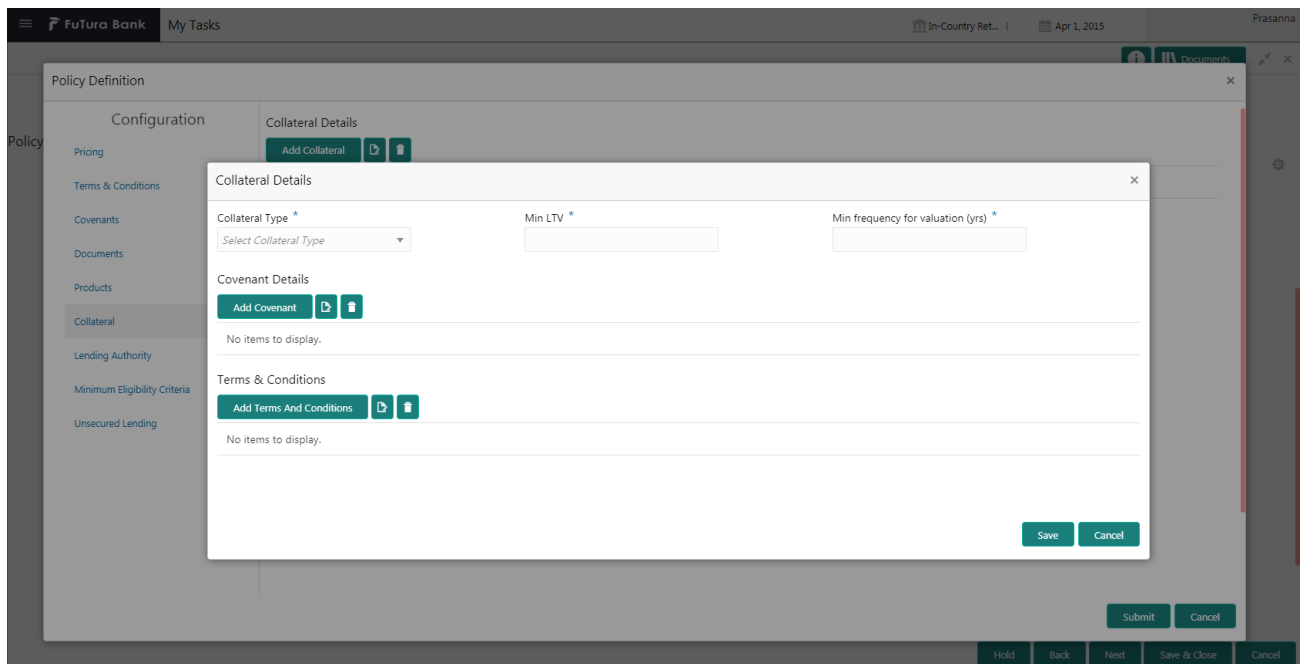 FuTura Bank My Tasks In-Country Ret... ( Apr 1, 2015 Prasanna
Documents
Policy Definition
Policy
Configuration
Pricing
Terms & Conditions
Covenants
Documents
Products
Collateral
Lending Authority
Minimum Eligibility Criteria
Unsecured Lending
Collateral Details
Add Collateral
Collateral Details
Collateral Type * Min LTV * Min frequency for valuation (yrs) *
Select Collateral Type
Covenant Details
Add Covenant
No items to display.
Terms & Conditions
Add Terms And Conditions
No items to display.
Save Cancel
Submit Cancel
Hold Back Next Save & Close Cancel